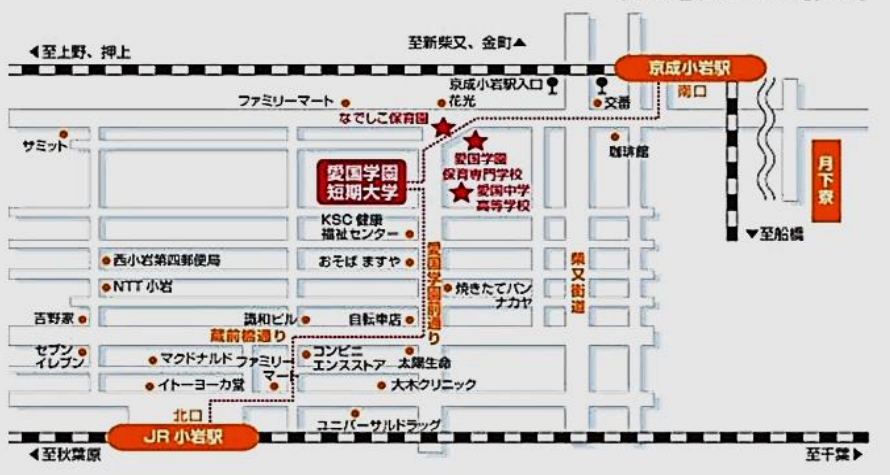 ◀至上野、押上
至新柴又、金町▲
京成小岩駅
京成小岩駅入口
南口
ファミリーマート
花光
交番
なでしこ保育園
サミット
珈琲館
愛国学園
保育専門学校
愛国学園
短期大学
愛国中学
高等学校
月下寮
KSC 健康
福祉センター
▼至船橋
西小岩第四郵便局
おそば ますや
愛国学園前通り
柴又街道
NTT 小岩
焼きたてパン
ナカヤ
吉野家
識和ビル
自転車店
蔵前橋通り
セブン
イレブン
マクドナルド
ファミリー
マート
コンビニ
エンスストア
太陽生命
イトーヨーカ堂
大木クリニック
北口
ユニバーサルドラッグ
JR 小岩駅
◀至秋葉原
至千葉▶